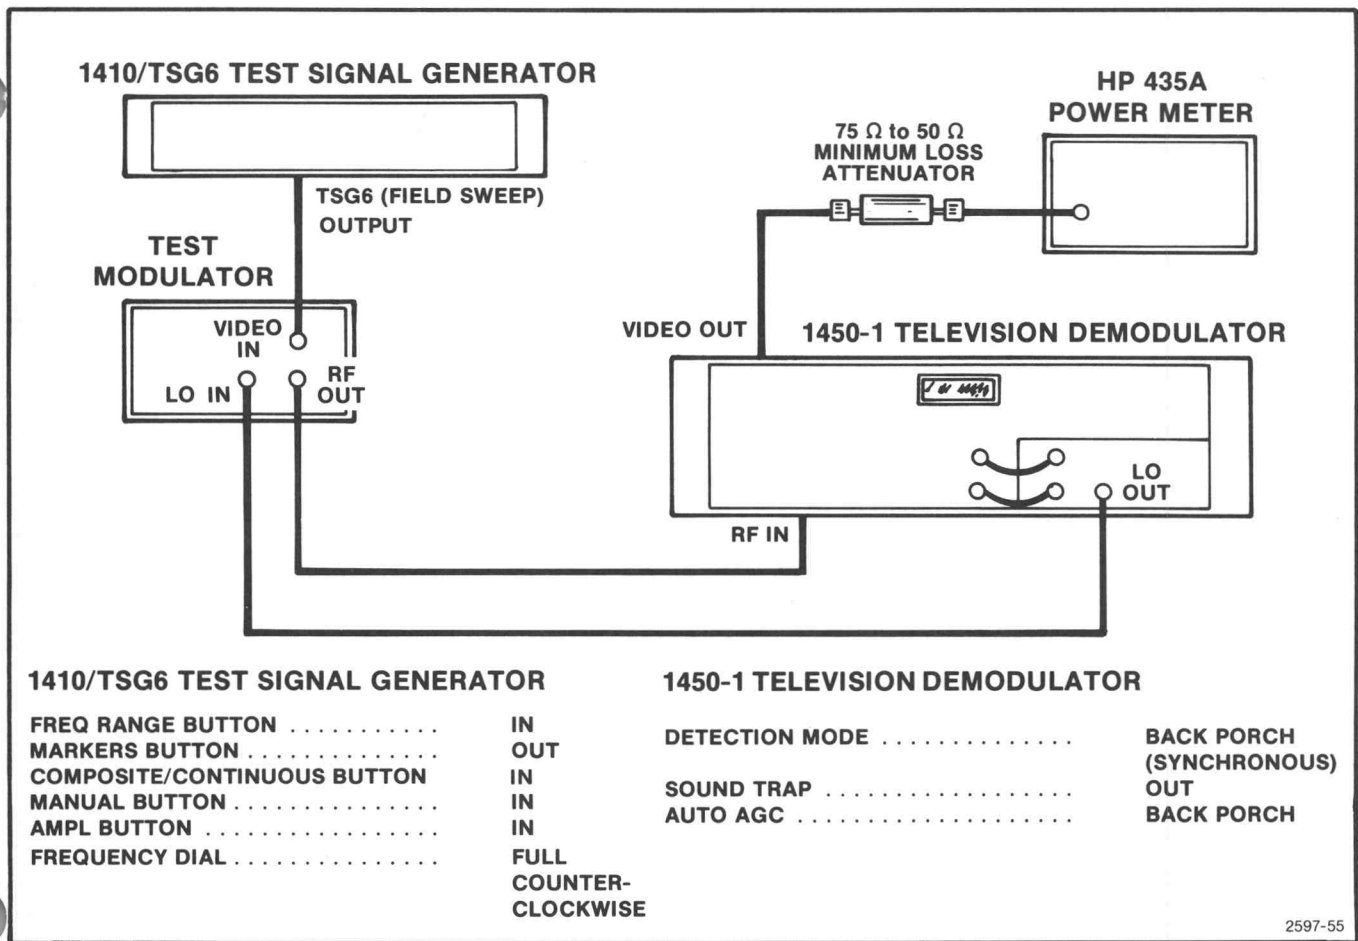 1410/TSG6 TEST SIGNAL GENERATOR
TSG6 (FIELD SWEEP)
OUTPUT
TEST
MODULATOR
VIDEO
IN
LO IN
RF
OUT
HP 435A
POWER METER
75 Ω to 50 Ω
MINIMUM LOSS
ATTENUATOR
VIDEO OUT
1450-1 TELEVISION DEMODULATOR
LO
OUT
RF IN
1410/TSG6 TEST SIGNAL GENERATOR
FREQ RANGE BUTTON ........... IN
MARKERS BUTTON .............. OUT
COMPOSITE/CONTINUOUS BUTTON IN
MANUAL BUTTON ............... IN
AMPL BUTTON ................. IN
FREQUENCY DIAL ............... FULL
COUNTER-
CLOCKWISE
1450-1 TELEVISION DEMODULATOR
DETECTION MODE .............. BACK PORCH
(SYNCHRONOUS)
SOUND TRAP .................. OUT
AUTO AGC .................... BACK PORCH
2597-55